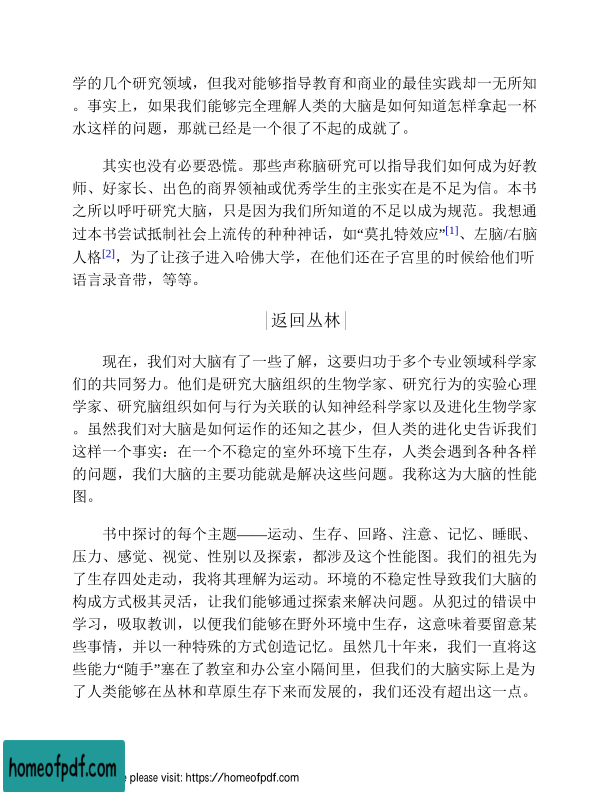 学的几个研究领域，但我对能够指导教育和商业的最佳实践却一无所知
。事实上，如果我们能够完全理解人类的大脑是如何知道怎样拿起一杯
水这样的问题，那就已经是一个很了不起的成就了。
其实也没有必要恐慌。那些声称脑研究可以指导我们如何成为好教
师、好家长、出色的商界领袖或优秀学生的主张实在是不足为信。本书
之所以呼吁研究大脑，只是因为我们所知道的不足以成为规范。我想通
过本书尝试抵制社会上流传的种种神话，如“莫扎特效应”[1]、左脑/右脑
人格[2]，为了让孩子进入哈佛大学，在他们还在子宫里的时候给他们听
语言录音带，等等。
返回丛林
现在，我们对大脑有了一些了解，这要归功于多个专业领域科学家
们的共同努力。他们是研究大脑组织的生物学家、研究行为的实验心理
学家、研究脑组织如何与行为关联的认知神经科学家以及进化生物学家
。虽然我们对大脑是如何运作的还知之甚少，但人类的进化史告诉我们
这样一个事实：在一个不稳定的室外环境下生存，人类会遇到各种各样
的问题，我们大脑的主要功能就是解决这些问题。我称这为大脑的性能
图。
书中探讨的每个主题——运动、生存、回路、注意、记忆、睡眠、
压力、感觉、视觉、性别以及探索，都涉及这个性能图。我们的祖先为
了生存四处走动，我将其理解为运动。环境的不稳定性导致我们大脑的
构成方式极其灵活，让我们能够通过探索来解决问题。从犯过的错误中
学习，吸取教训，以便我们能够在野外环境中生存，这意味着要留意某
些事情，并以一种特殊的方式创造记忆。虽然几十年来，我们一直将这
些能力“随手”塞在了教室和办公室小隔间里，但我们的大脑实际上是为
了人类能够在丛林和草原生存下来而发展的，我们还没有超出这一点。
homeofpdf.com
please visit: https://homeofpdf.com